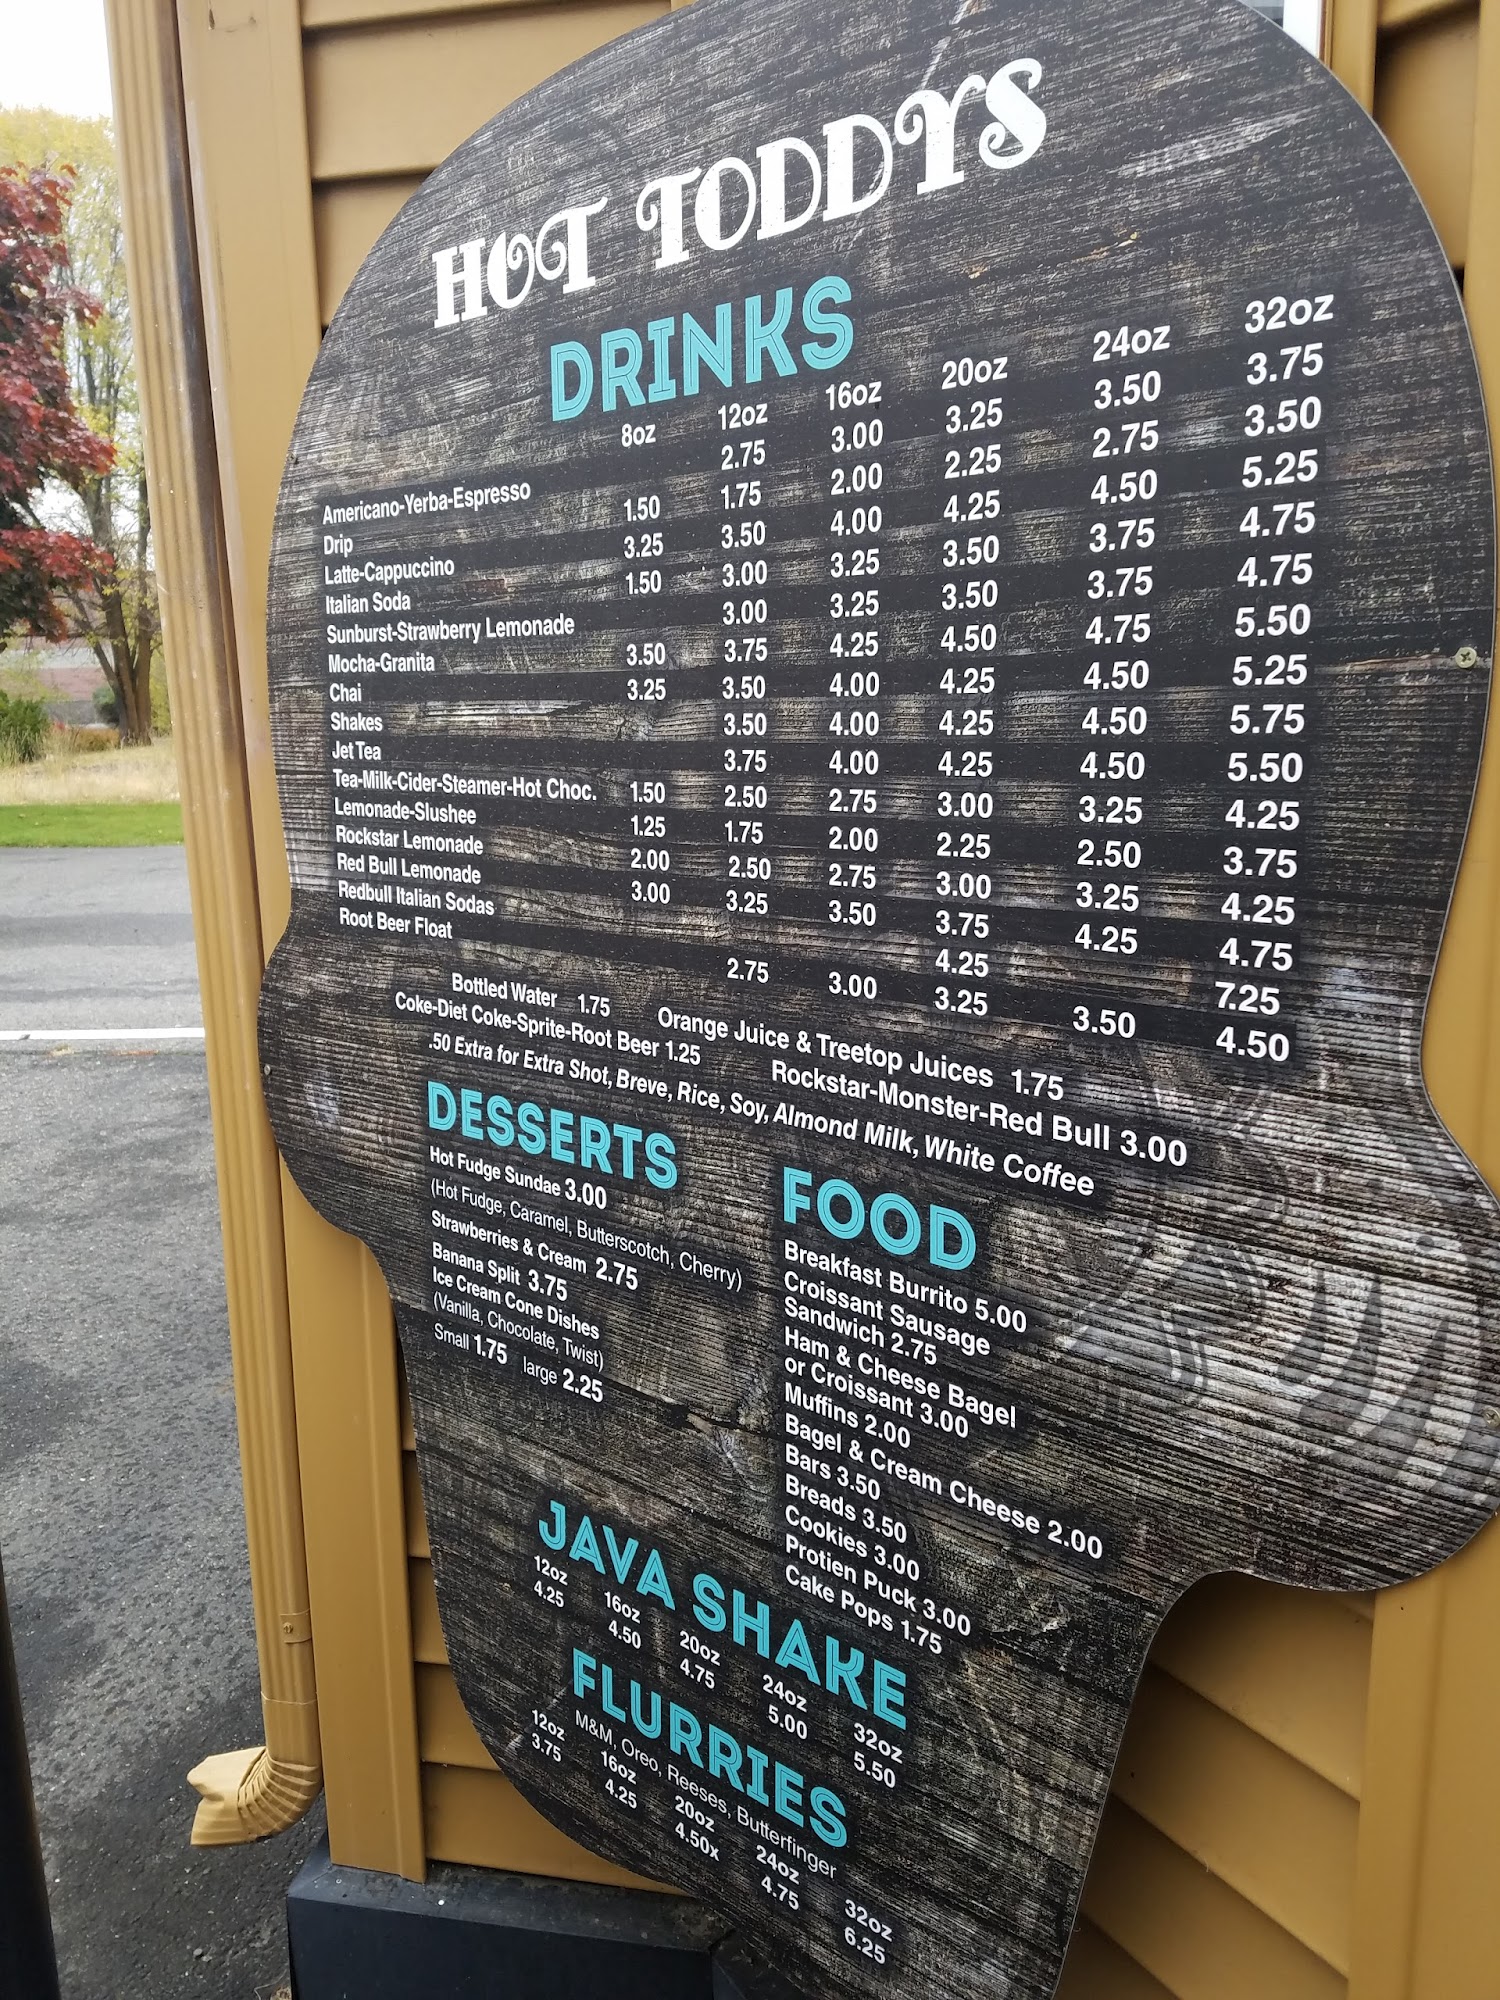 HOT TODDYS
DRINKS
8oz 12oz 16oz 20oz 24oz 32oz
Americano-Yerba-Espresso 2.75 3.00 3.25 3.50 3.75
Drip 1.50 1.75 2.00 2.25 2.75 3.50
Latte-Cappuccino 3.25 3.50 4.00 4.25 4.50 5.25
Italian Soda 1.50 3.00 3.25 3.50 3.75 4.75
Sunburst-Strawberry Lemonade 3.00 3.25 3.50 3.75 4.75
Mocha-Granita 3.50 3.75 4.25 4.50 4.75 5.50
Chai 3.25 3.50 4.00 4.25 4.50 5.25
Shakes 3.50 4.00 4.25 4.50 5.75
Jet Tea 3.75 4.00 4.25 4.50 5.50
Tea-Milk-Cider-Steamer-Hot Choc. 1.50 2.50 2.75 3.00 3.25 4.25
Lemonade-Slushee 1.25 1.75 2.00 2.25 2.50 3.75
Rockstar Lemonade 2.00 2.50 2.75 3.00 3.25 4.25
Red Bull Lemonade 3.00 3.25 3.50 3.75 4.25 4.75
Redbull Italian Sodas 4.25 7.25
Root Beer Float 2.75 3.00 3.25 3.50 4.50
Bottled Water 1.75 Orange Juice & Treetop Juices 1.75
Coke-Diet Coke-Sprite-Root Beer 1.25 Rockstar-Monster-Red Bull 3.00
.50 Extra for Extra Shot, Breve, Rice, Soy, Almond Milk, White Coffee
DESSERTS
Hot Fudge Sundae 3.00
(Hot Fudge, Caramel, Butterscotch, Cherry)
Strawberries & Cream 2.75
Banana Split 3.75
Ice Cream Cone Dishes
(Vanilla, Chocolate, Twist)
Small 1.75 large 2.25
FOOD
Breakfast Burrito 5.00
Croissant Sausage
Sandwich 2.75
Ham & Cheese Bagel
or Croissant 3.00
Muffins 2.00
Bagel & Cream Cheese 2.00
Bars 3.50
Breads 3.50
Cookies 3.00
Protien Puck 3.00
Cake Pops 1.75
JAVA SHAKE
12oz 16oz 20oz 24oz 32oz
4.25 4.50 4.75 5.00 5.50
FLURRIES
M&M, Oreo, Reeses, Butterfinger
12oz 16oz 20oz 24oz 32oz
3.75 4.25 4.50x 4.75 6.25